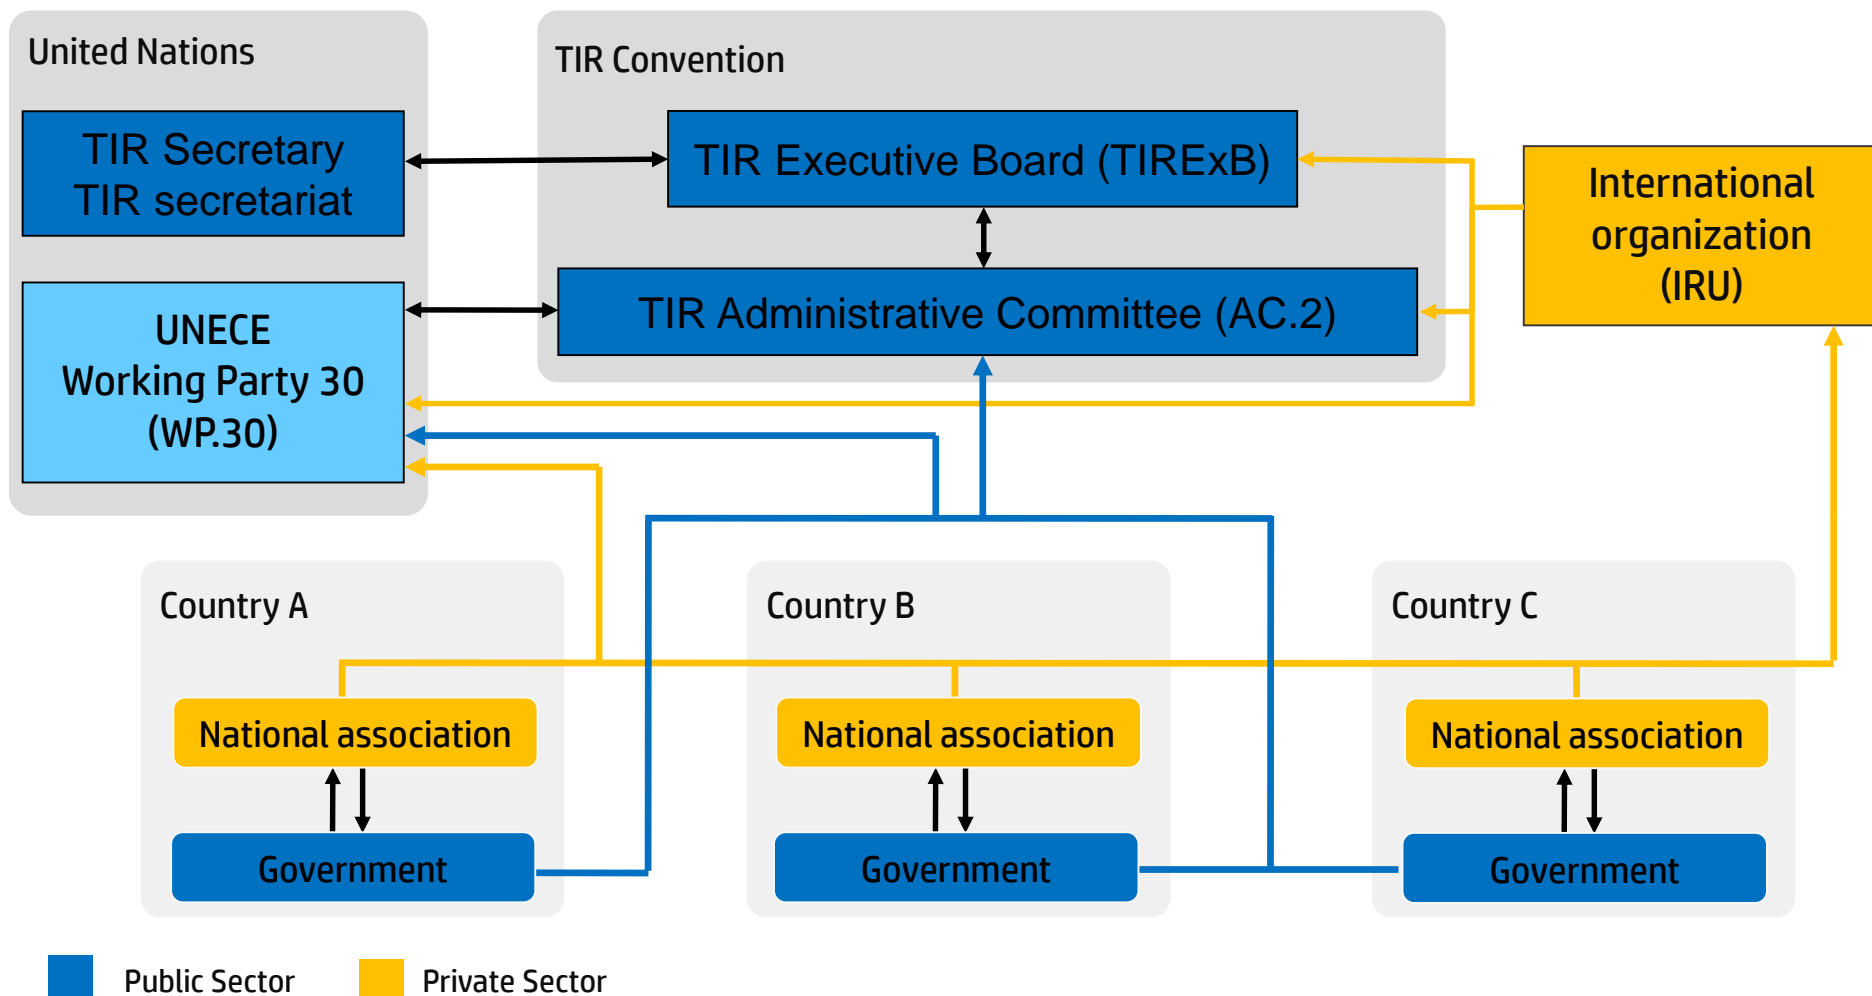 United Nations
TIR Secretary
TIR secretariat
UNECE
Working Party 30
(WP.30)
TIR Convention
TIR Executive Board (TIRExB)
TIR Administrative Committee (AC.2)
International
organization
(IRU)
Country A
National association
Government
Country B
National association
Government
Country C
National association
Government
Public Sector
Private Sector